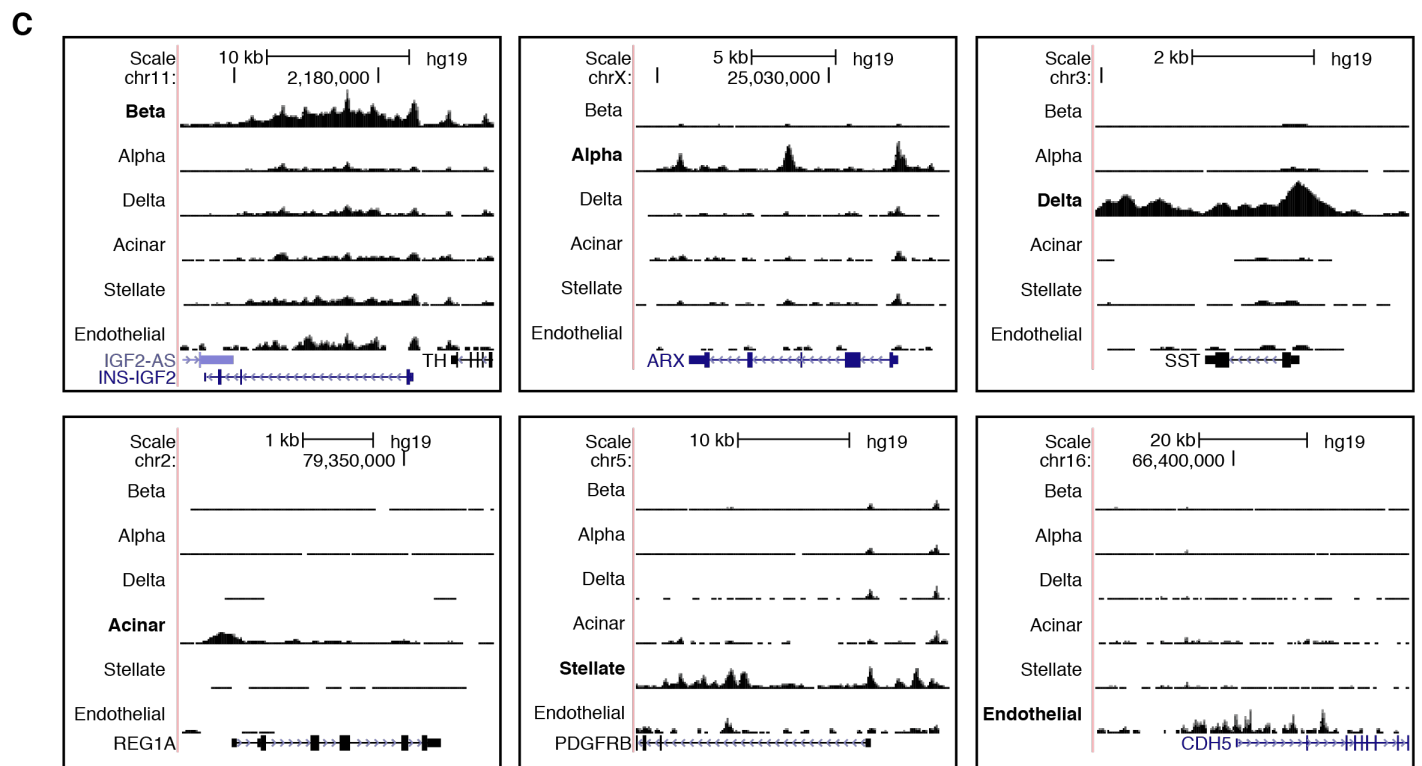 C
Scale 10 kb hg19
chr11: 2,180,000
Beta
Alpha
Delta
Acinar
Stellate
Endothelial
IGF2-AS TH
INS-IGF2
Scale 5 kb hg19
chrX: 25,030,000
Beta
Alpha
Delta
Acinar
Stellate
Endothelial
ARX
Scale 2 kb hg19
chr3:
Beta
Alpha
Delta
Acinar
Stellate
Endothelial
SST
Scale 1 kb hg19
chr2: 79,350,000
Beta
Alpha
Delta
Acinar
Stellate
Endothelial
REG1A
Scale 10 kb hg19
chr5:
Beta
Alpha
Delta
Acinar
Stellate
Endothelial
PDGFRB
Scale 20 kb hg19
chr16: 66,400,000
Beta
Alpha
Delta
Acinar
Stellate
Endothelial
CDH5